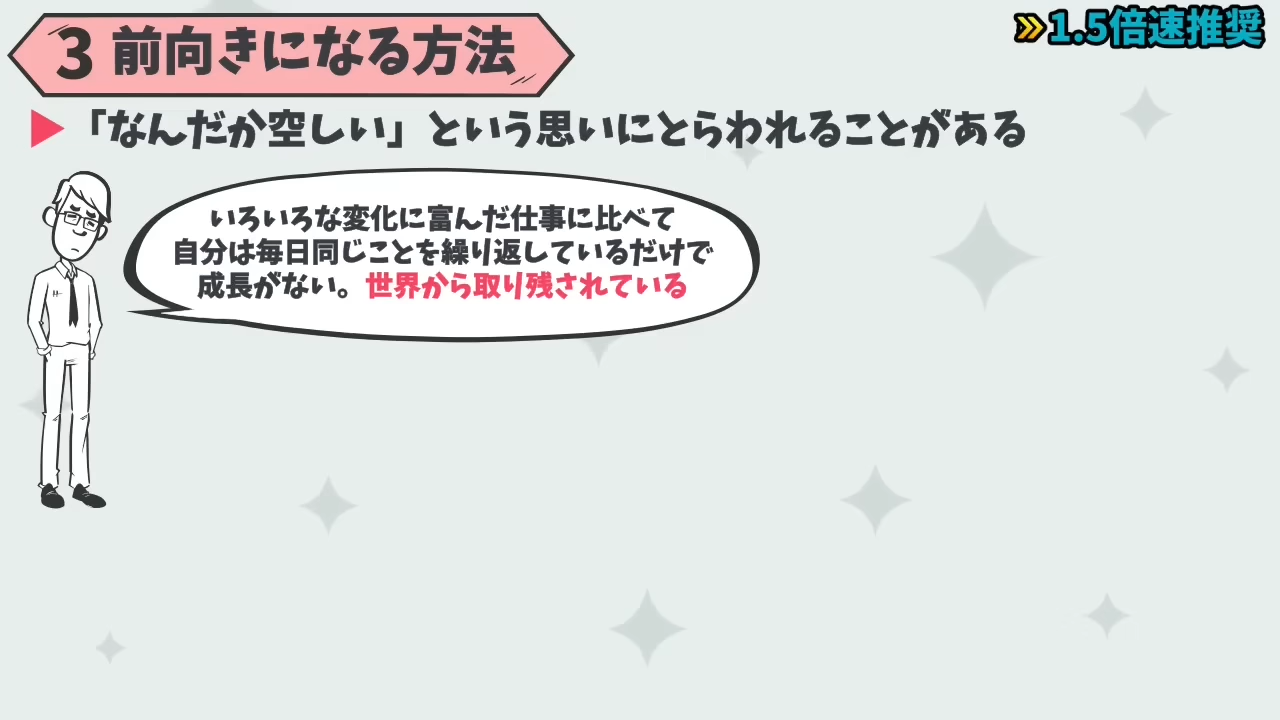 3 前向きになる方法
1.5倍速推奨
「なんだか空しい」という思いにとらわれることがある
いろいろな変化に富んだ仕事に比べて
自分は毎日同じことを繰り返しているだけで
成長がない。世界から取り残されている